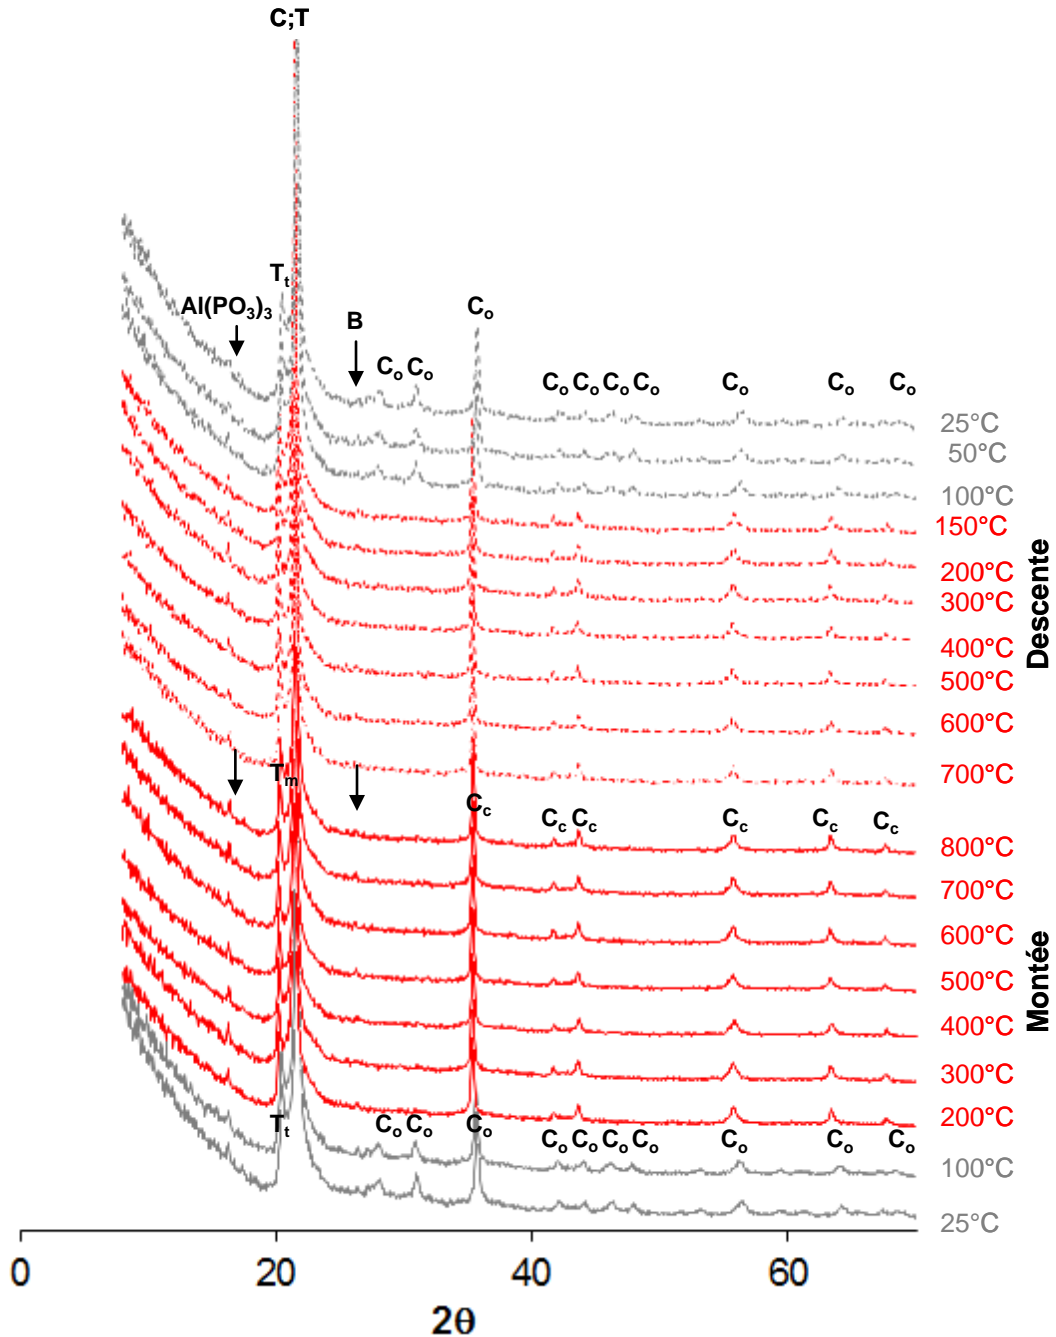 C;T
Tt
Al(PO3)3
B
Co
Co Co
Co Co Co Co Co Co Co
25°C
50°C
100°C
150°C
200°C
300°C
400°C
500°C
600°C
700°C
Descente
Tm
Cc
Cc Cc Cc Cc Cc
800°C
700°C
600°C
500°C
400°C
300°C
200°C
Montée
Tt Co Co Co
Co Co Co Co Co Co Co
100°C
25°C
0 20 40 60
2θ